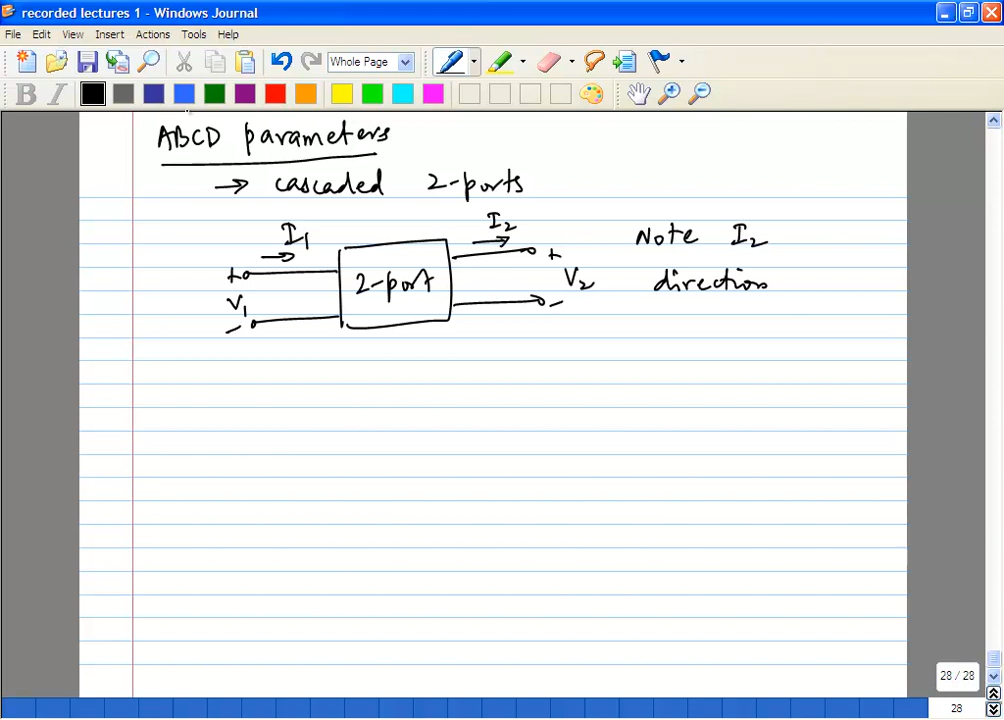 recorded lectures 1 - Windows Journal
File Edit View Insert Actions Tools Help
Whole Page
B I
ABCD parameters
→ cascaded 2-ports
I1 I2 Note I2
+ 2-port + V2 directions
V1
- -
28 / 28
28